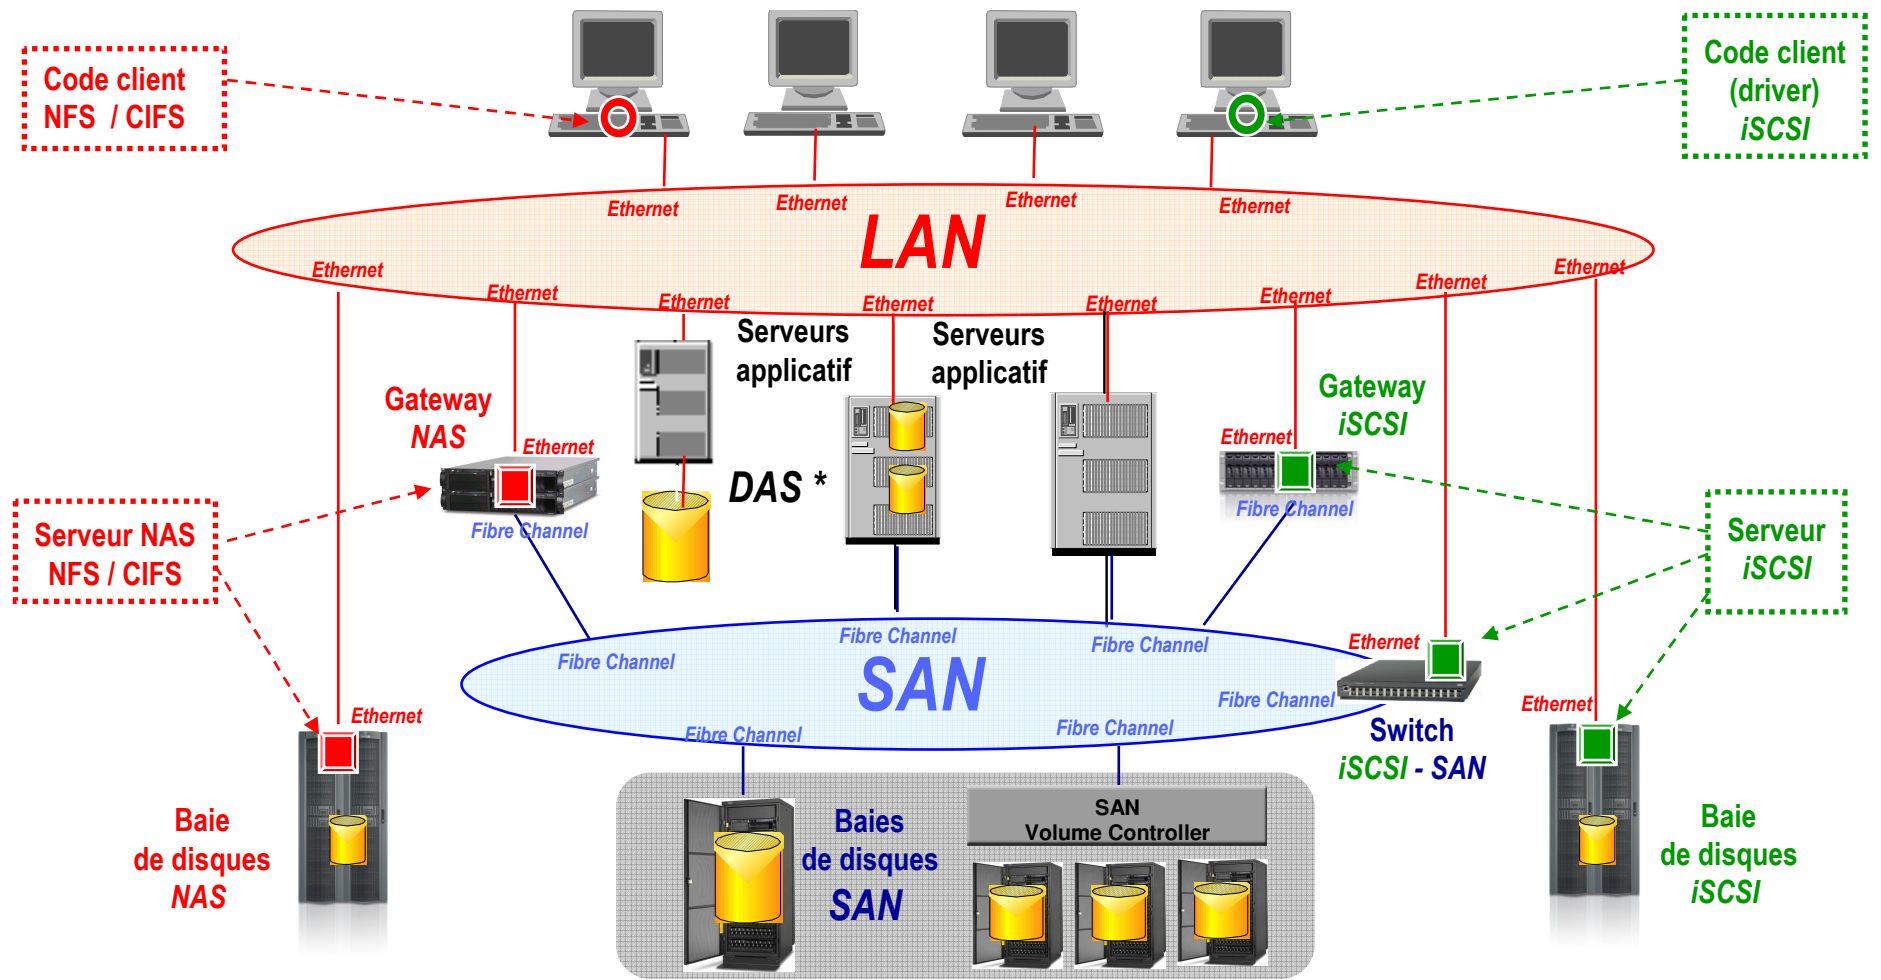 Code client
NFS / CIFS
Code client
(driver)
iSCSI
Ethernet
Ethernet
Ethernet
Ethernet
LAN
Ethernet
Ethernet
Ethernet
Ethernet
Ethernet
Ethernet
Ethernet
Ethernet
Serveurs
applicatif
Serveurs
applicatif
Gateway
NAS
Ethernet
Fibre Channel
DAS *
Gateway
iSCSI
Ethernet
Fibre Channel
Serveur NAS
NFS / CIFS
Serveur
iSCSI
Fibre Channel
Fibre Channel
Fibre Channel
SAN
Ethernet
Fibre Channel
Fibre Channel
Fibre Channel
Switch
iSCSI - SAN
Ethernet
Ethernet
Baie
de disques
NAS
Baies
de disques
SAN
SAN
Volume Controller
Baie
de disques
iSCSI